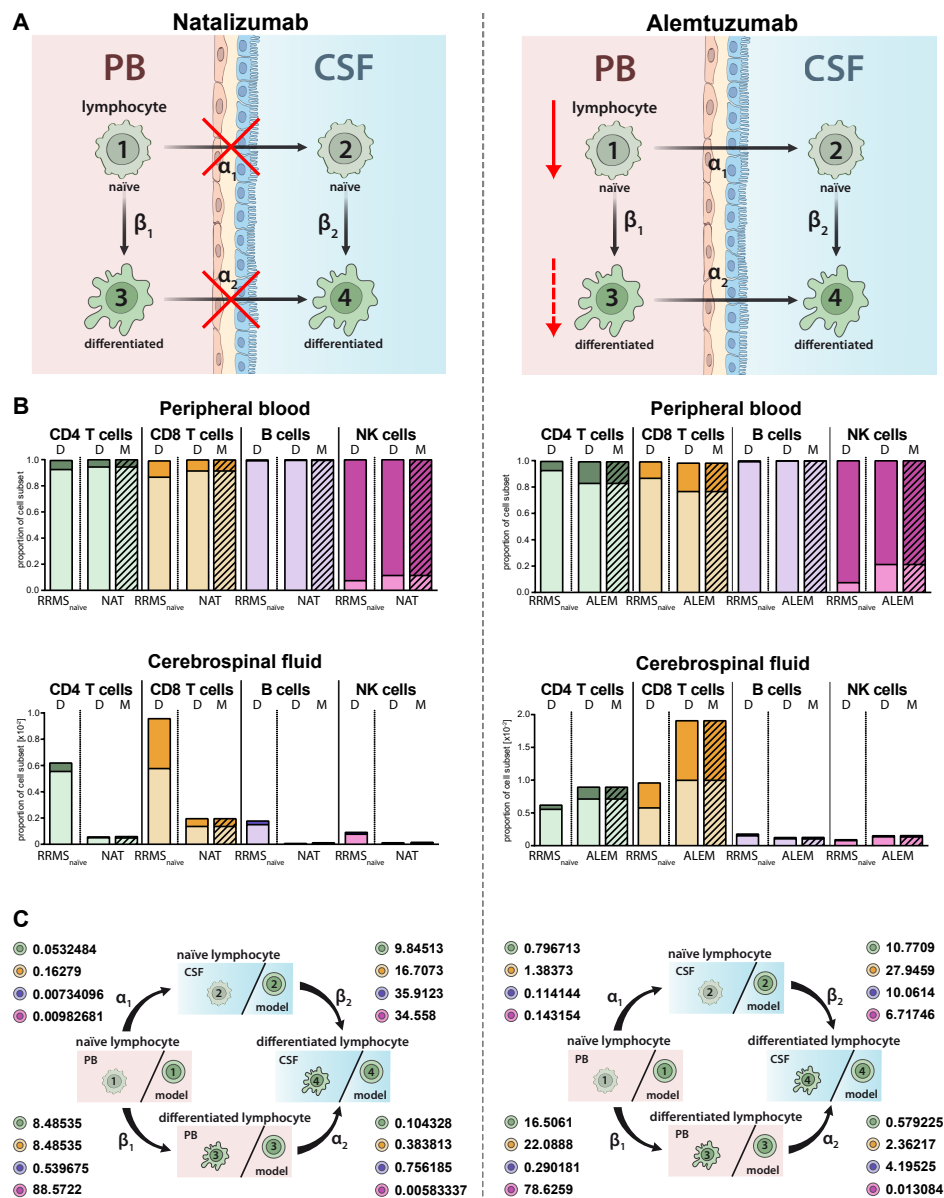 A
Natalizumab
Alemtuzumab
PB
CSF
lymphocyte
1
2
naïve
naïve
α1
β1
β2
α2
3
4
differentiated
differentiated
PB
CSF
lymphocyte
1
2
naïve
naïve
α1
β1
β2
α2
3
4
differentiated
differentiated
B
Peripheral blood
CD4 T cells CD8 T cells B cells NK cells
D D M D D M D D M D D M
proportion of cell subset
1.0
0.8
0.6
0.4
0.2
0.0
RRMSnaïve NAT RRMSnaïve NAT RRMSnaïve NAT RRMSnaïve NAT
Peripheral blood
CD4 T cells CD8 T cells B cells NK cells
D D M D D M D D M D D M
proportion of cell subset
1.0
0.8
0.6
0.4
0.2
0.0
RRMSnaïve ALEM RRMSnaïve ALEM RRMSnaïve ALEM RRMSnaïve ALEM
Cerebrospinal fluid
CD4 T cells CD8 T cells B cells NK cells
D D M D D M D D M D D M
proportion of cell subset [x10-2]
1.0
0.8
0.6
0.4
0.2
0
RRMSnaïve NAT RRMSnaïve NAT RRMSnaïve NAT RRMSnaïve NAT
Cerebrospinal fluid
CD4 T cells CD8 T cells B cells NK cells
D D M D D M D D M D D M
proportion of cell subset [x10-2]
2.0
1.5
1.0
0.5
0.0
RRMSnaïve ALEM RRMSnaïve ALEM RRMSnaïve ALEM RRMSnaïve ALEM
C
0.0532484
0.16279
0.00734096
0.00982681
naïve lymphocyte
CSF
2
2
model
9.84513
16.7073
35.9123
34.558
α1
β2
naïve lymphocyte
PB
1
1
model
differentiated lymphocyte
CSF
4
4
model
8.48535
8.48535
0.539675
88.5722
β1
differentiated lymphocyte
PB
3
3
model
α2
0.104328
0.383813
0.756185
0.00583337
0.796713
1.38373
0.114144
0.143154
naïve lymphocyte
CSF
2
2
model
10.7709
27.9459
10.0614
6.71746
α1
β2
naïve lymphocyte
PB
1
1
model
differentiated lymphocyte
CSF
4
4
model
16.5061
22.0888
0.290181
78.6259
β1
differentiated lymphocyte
PB
3
3
model
α2
0.579225
2.36217
4.19525
0.013084